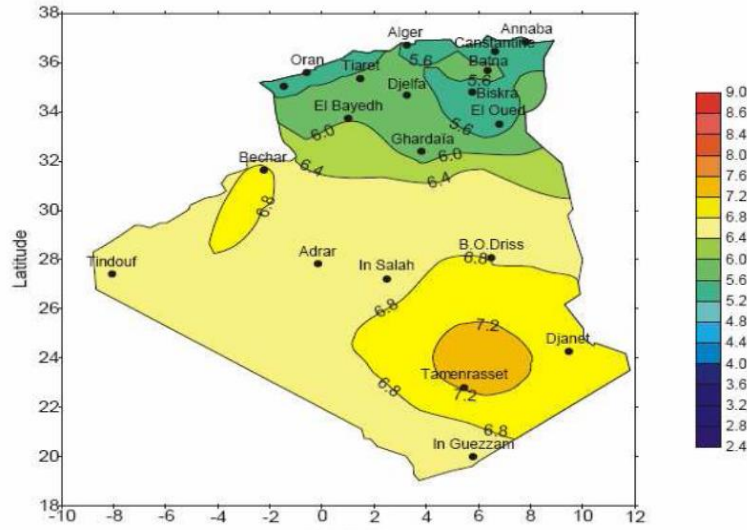 38
36
34
32
30
28
26
24
22
20
18
Latitude
Annaba
Alger
Canstantine
Oran
5.6
Batna
Tiaret
5.6
Djelfa
Biskra
El Bayedh
El Oued
5.6
6.0
Ghardaïa
6.0
Bechar
6.4
6.4
6.8
B.O.Driss
Tindouf
Adrar
In Salah
6.8
6.8
7.2
Djanet
Tamenrasset
6.8
7.2
6.8
In Guezzam
-10 -8 -6 -4 -2 0 2 4 6 8 10 12
9.0
8.6
8.4
8.0
7.6
7.2
6.8
6.4
6.0
5.6
5.2
4.8
4.4
4.0
3.6
3.2
2.8
2.4